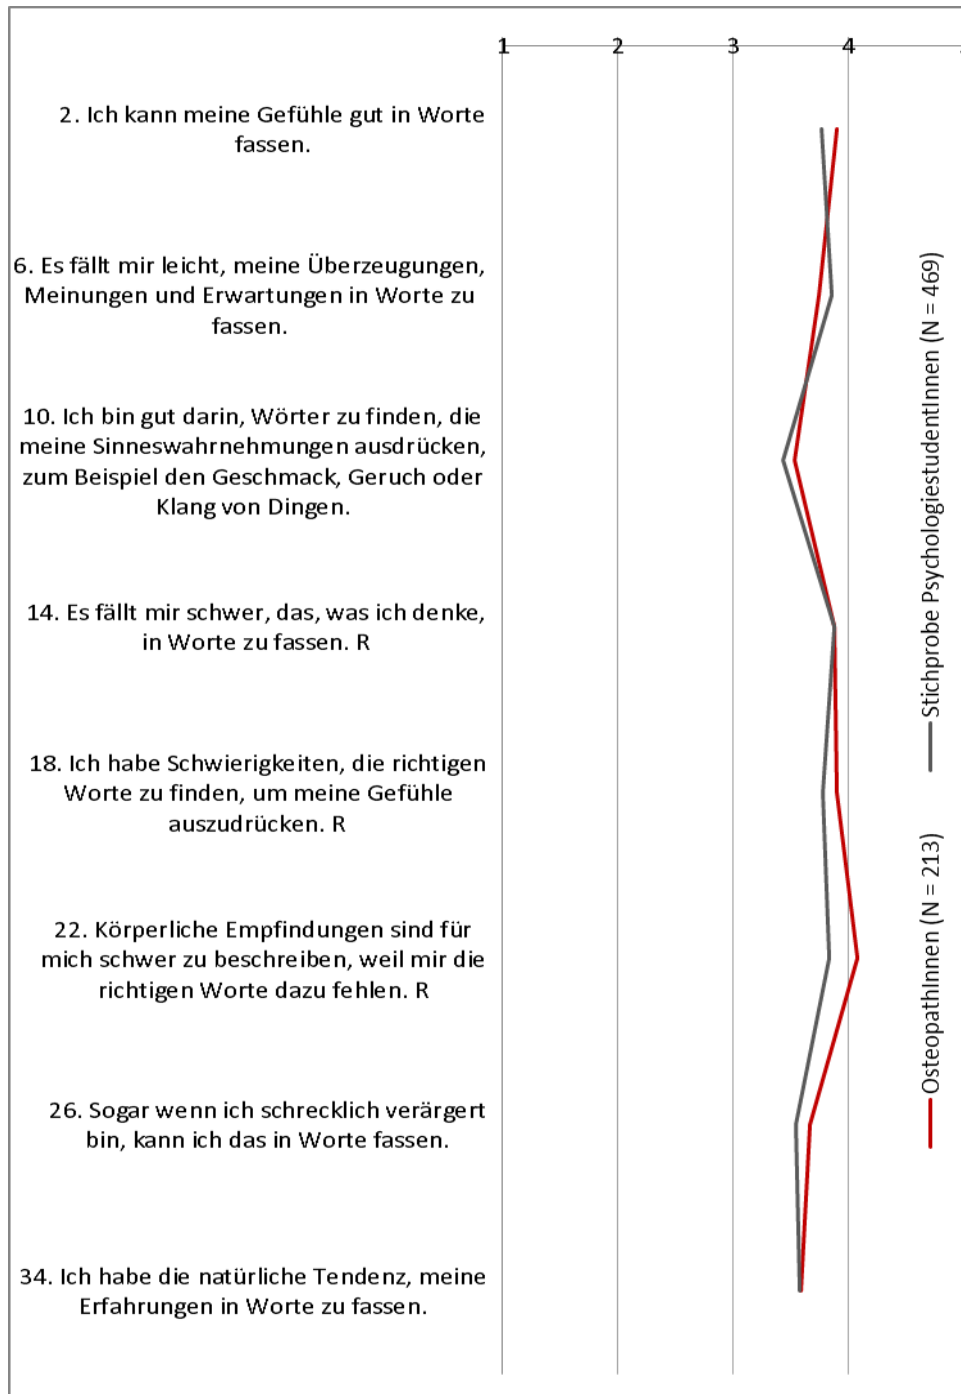 1 2 3 4
2. Ich kann meine Gefühle gut in Worte
fassen.
6. Es fällt mir leicht, meine Überzeugungen,
Meinungen und Erwartungen in Worte zu
fassen.
10. Ich bin gut darin, Wörter zu finden, die
meine Sinneswahrnehmungen ausdrücken,
zum Beispiel den Geschmack, Geruch oder
Klang von Dingen.
14. Es fällt mir schwer, das, was ich denke,
in Worte zu fassen. R
18. Ich habe Schwierigkeiten, die richtigen
Worte zu finden, um meine Gefühle
auszudrücken. R
22. Körperliche Empfindungen sind für
mich schwer zu beschreiben, weil mir die
richtigen Worte dazu fehlen. R
26. Sogar wenn ich schrecklich verärgert
bin, kann ich das in Worte fassen.
34. Ich habe die natürliche Tendenz, meine
Erfahrungen in Worte zu fassen.
OsteopathInnen (N = 213)
Stichprobe PsychologiestudentInnen (N = 469)